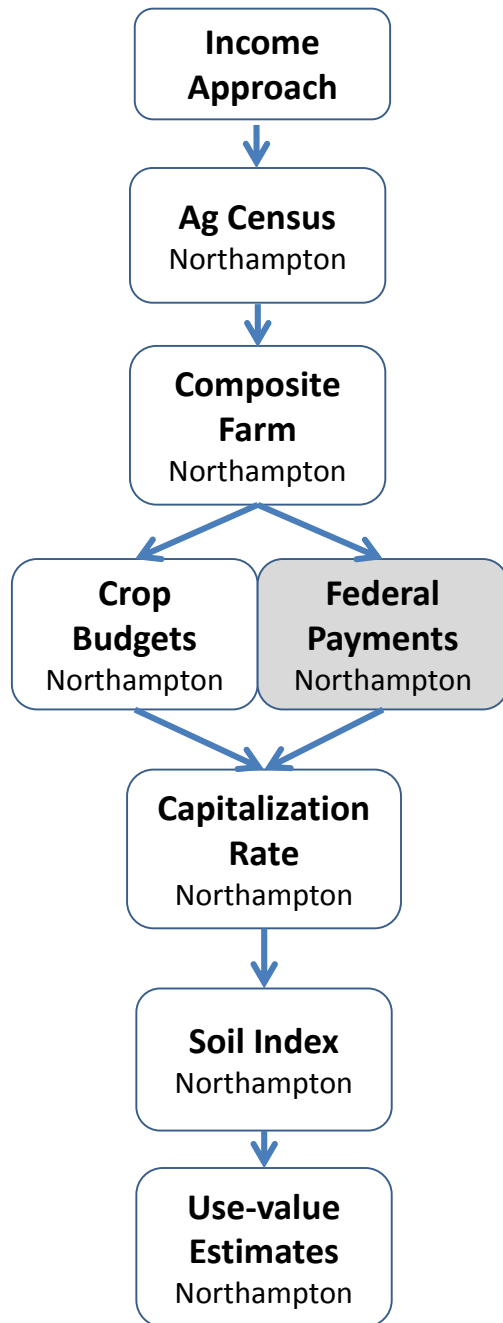 Income
Approach
Ag Census
Northampton
Composite
Farm
Northampton
Crop
Budgets
Northampton
Federal
Payments
Northampton
Capitalization
Rate
Northampton
Soil Index
Northampton
Use-value
Estimates
Northampton